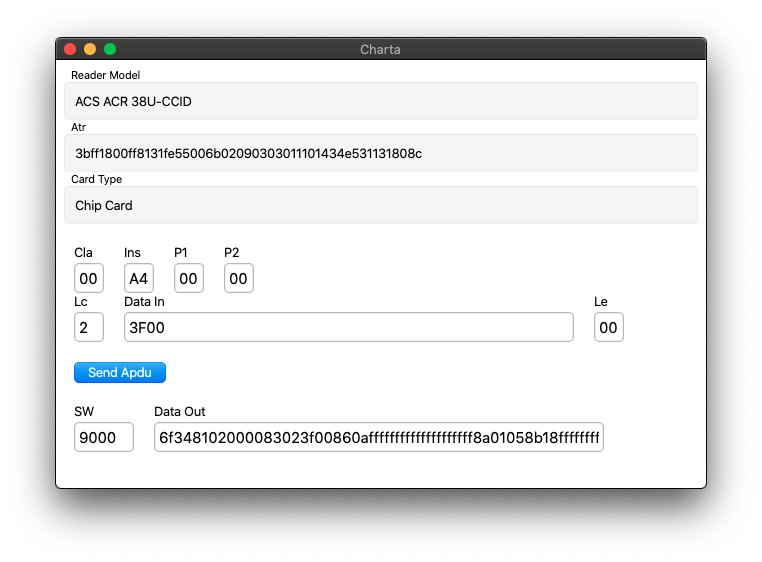 Charta
Reader Model
ACS ACR 38U-CCID
Atr
3bff1800ff8131fe55006b02090303011101434e531131808c
Card Type
Chip Card
Cla Ins P1 P2
00 A4 00 00
Lc Data In Le
2 3F00 00
Send Apdu
SW Data Out
9000 6f348102000083023f00860affffffffffffffffffff8a01058b18ffffffff